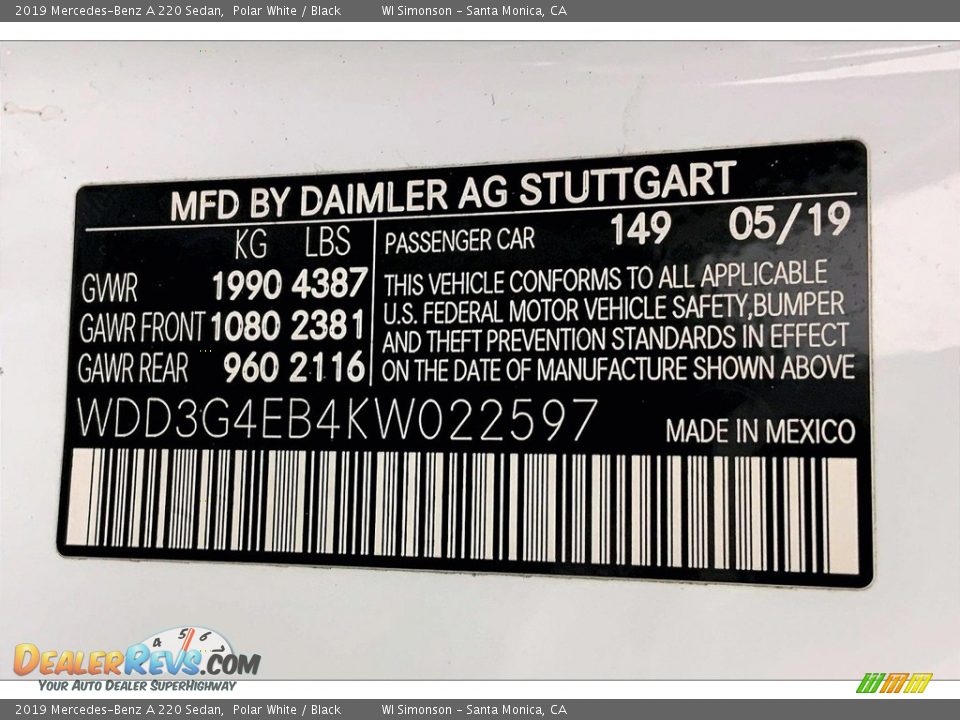 2019 Mercedes-Benz A 220 Sedan,  Polar White / Black  WI Simonson - Santa Monica, CA
MFD BY DAIMLER AG STUTTGART
KG LBS
GVWR 1990 4387
GAWR FRONT 1080 2381
GAWR REAR 960 2116
PASSENGER CAR 149 05/19
THIS VEHICLE CONFORMS TO ALL APPLICABLE
U.S. FEDERAL MOTOR VEHICLE SAFETY,BUMPER
AND THEFT PREVENTION STANDARDS IN EFFECT
ON THE DATE OF MANUFACTURE SHOWN ABOVE
WDD3G4EB4KW022597
MADE IN MEXICO
4 5 6 7
DEALERREVS.COM
YOUR AUTO DEALER SUPERHIGHWAY
2019 Mercedes-Benz A 220 Sedan,  Polar White / Black  WI Simonson - Santa Monica, CA